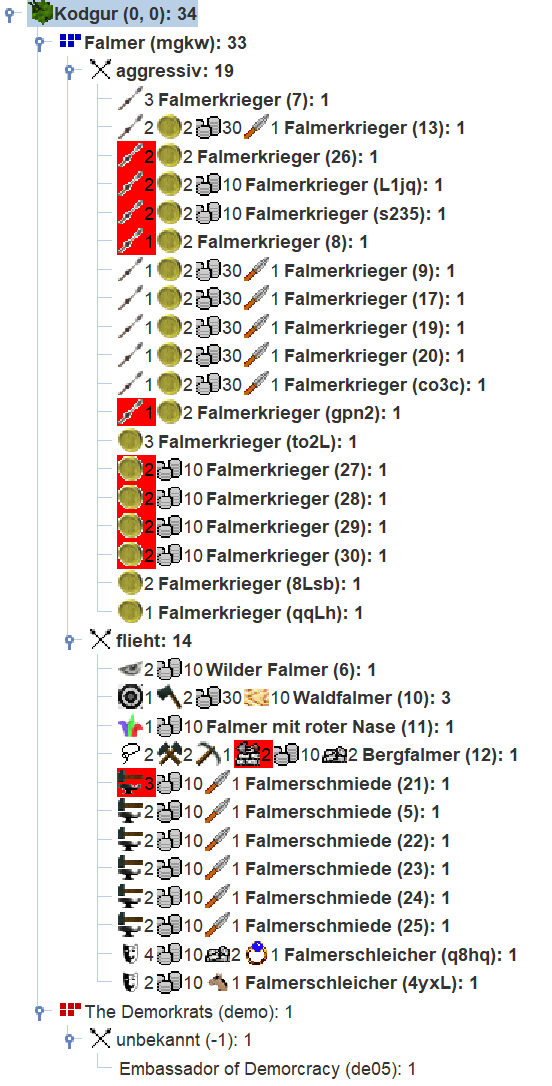 Kodgur (0, 0): 34
Falmer (mgkw): 33
aggressiv: 19
3 Falmerkrieger (7): 1
2 2 30 1 Falmerkrieger (13): 1
2 2 Falmerkrieger (26): 1
2 2 10 Falmerkrieger (L1jq): 1
2 2 10 Falmerkrieger (s235): 1
1 2 Falmerkrieger (8): 1
1 2 30 1 Falmerkrieger (9): 1
1 2 30 1 Falmerkrieger (17): 1
1 2 30 1 Falmerkrieger (19): 1
1 2 30 1 Falmerkrieger (20): 1
1 2 30 1 Falmerkrieger (co3c): 1
1 2 Falmerkrieger (gpn2): 1
3 Falmerkrieger (to2L): 1
2 10 Falmerkrieger (27): 1
2 10 Falmerkrieger (28): 1
2 10 Falmerkrieger (29): 1
2 10 Falmerkrieger (30): 1
2 Falmerkrieger (8Lsb): 1
1 Falmerkrieger (qqLh): 1
flieht: 14
2 10 Wilder Falmer (6): 1
1 2 30 10 Waldfalmer (10): 3
1 10 Falmer mit roter Nase (11): 1
2 2 1 2 10 2 Bergfalmer (12): 1
3 10 1 Falmerschmiede (21): 1
2 10 1 Falmerschmiede (5): 1
2 10 1 Falmerschmiede (22): 1
2 10 1 Falmerschmiede (23): 1
2 10 1 Falmerschmiede (24): 1
2 10 1 Falmerschmiede (25): 1
4 10 2 1 Falmerschleicher (q8hq): 1
2 10 1 Falmerschleicher (4yxL): 1
The Demorkrats (demo): 1
unbekannt (-1): 1
Embassador of Demorcracy (de05): 1